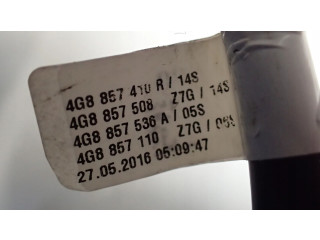 4G8 857 410 R / 14S
4G8 857 508 Z7G / 14S
4G8 857 536 A / 05S
4G8 857 110 Z7G / 05S
27.05.2016 05:09:47